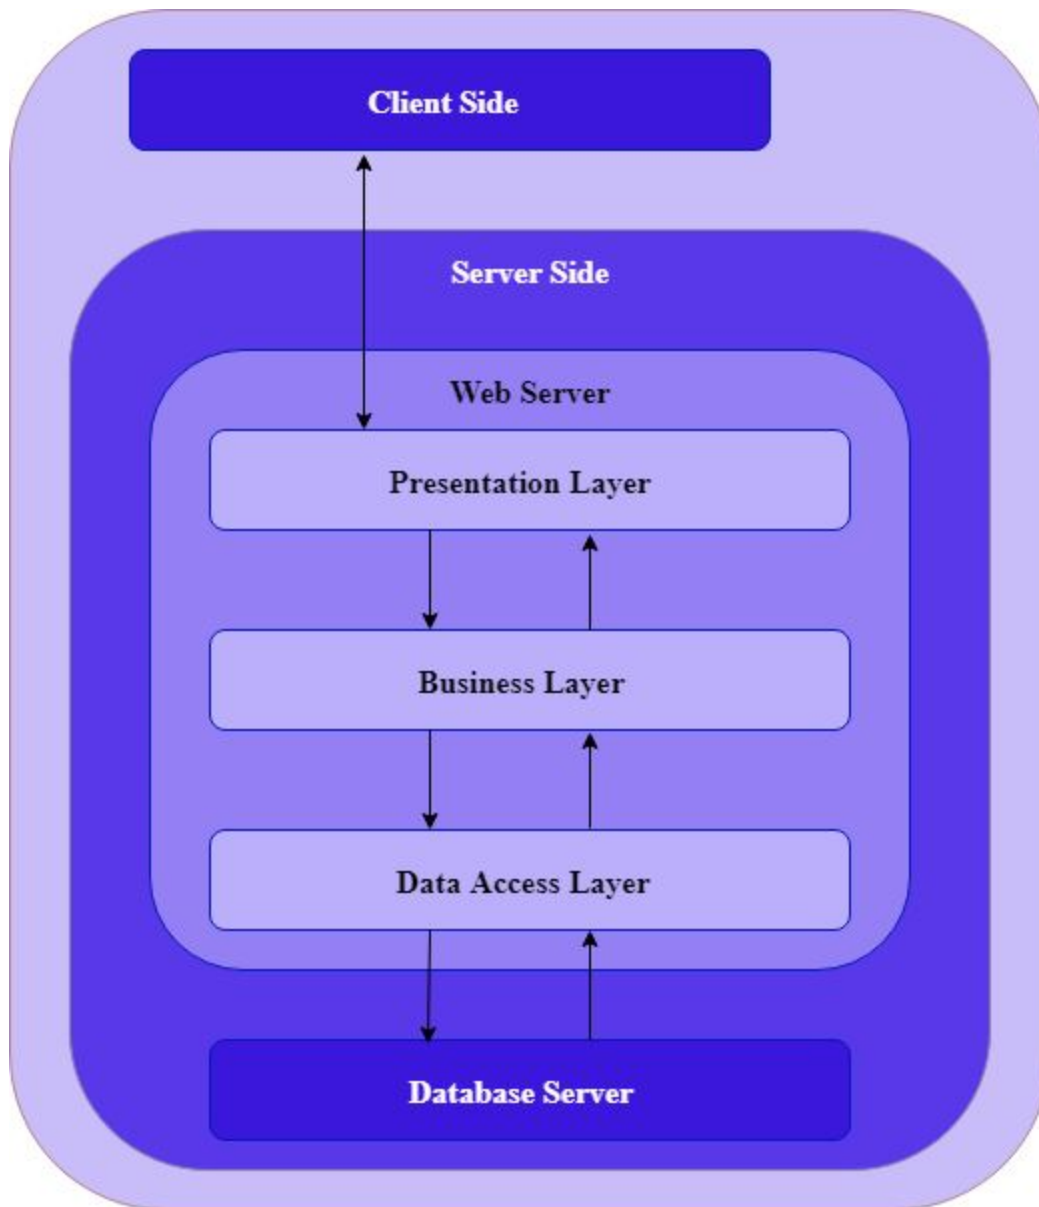 Client Side
Server Side
Web Server
Presentation Layer
Business Layer
Data Access Layer
Database Server